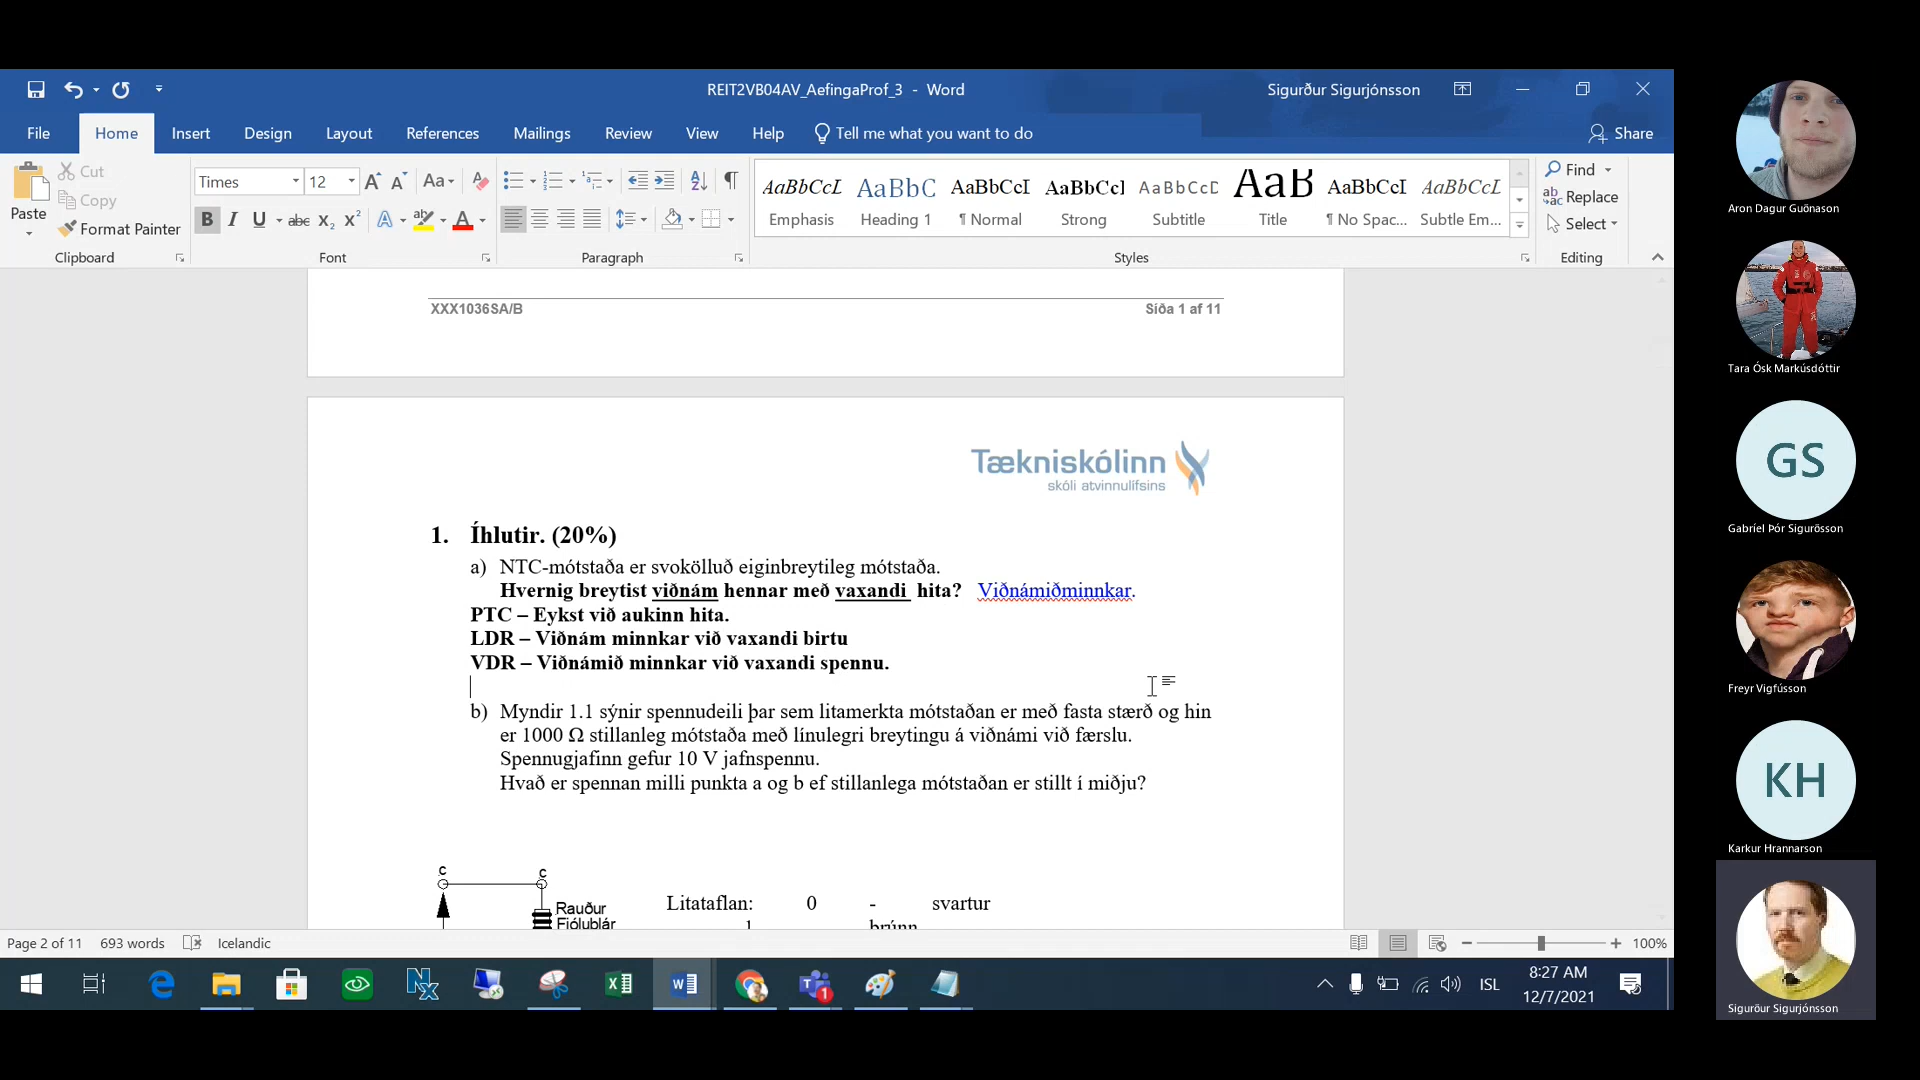 REIT2VB04AV_AefingaProf_3 - Word
Sigurður Sigurjónsson
File Home Insert Design Layout References Mailings Review View Help Tell me what you want to do Share
Paste
Cut
Copy
Format Painter
Clipboard
Times 12
Font
Paragraph
AaBbCcL AaBbC AaBbCcI AaBbCcI AaBbCcD AaB AaBbCcI AaBbCcL
Emphasis Heading 1 ¶ Normal Strong Subtitle Title ¶ No Spac... Subtle Em...
Styles
Find
Replace
Select
Editing
XXX1036SA/B Síða 1 af 11
Tækniskólinn
skóli atvinnulífsins
1. Íhlutir. (20%)
a) NTC-mótstaða er svokölluð eiginbreytileg mótstaða.
Hvernig breytist viðnám hennar með vaxandi hita? Viðnámiðminnkar.
PTC – Eykst við aukinn hita.
LDR – Viðnám minnkar við vaxandi birtu
VDR – Viðnámið minnkar við vaxandi spennu.
b) Myndir 1.1 sýnir spennudeili þar sem litamerkta mótstaðan er með fasta stærð og hin
er 1000 Ω stillanleg mótstaða með línulegri breytingu á viðnámi við færslu.
Spennugjafinn gefur 10 V jafnspennu.
Hvað er spennan milli punkta a og b ef stillanlega mótstaðan er stillt í miðju?
c c
Rauður
Fjólublár
Litataflan: 0 - svartur
1 brúnn
Page 2 of 11 693 words Icelandic 100%
ISL
8:27 AM
12/7/2021
Aron Dagur Guðnason
Tara Ósk Markúsdóttir
GS
Gabríel Þór Sigurðsson
Freyr Vigfússon
KH
Karkur Hrannarson
Sigurður Sigurjónsson